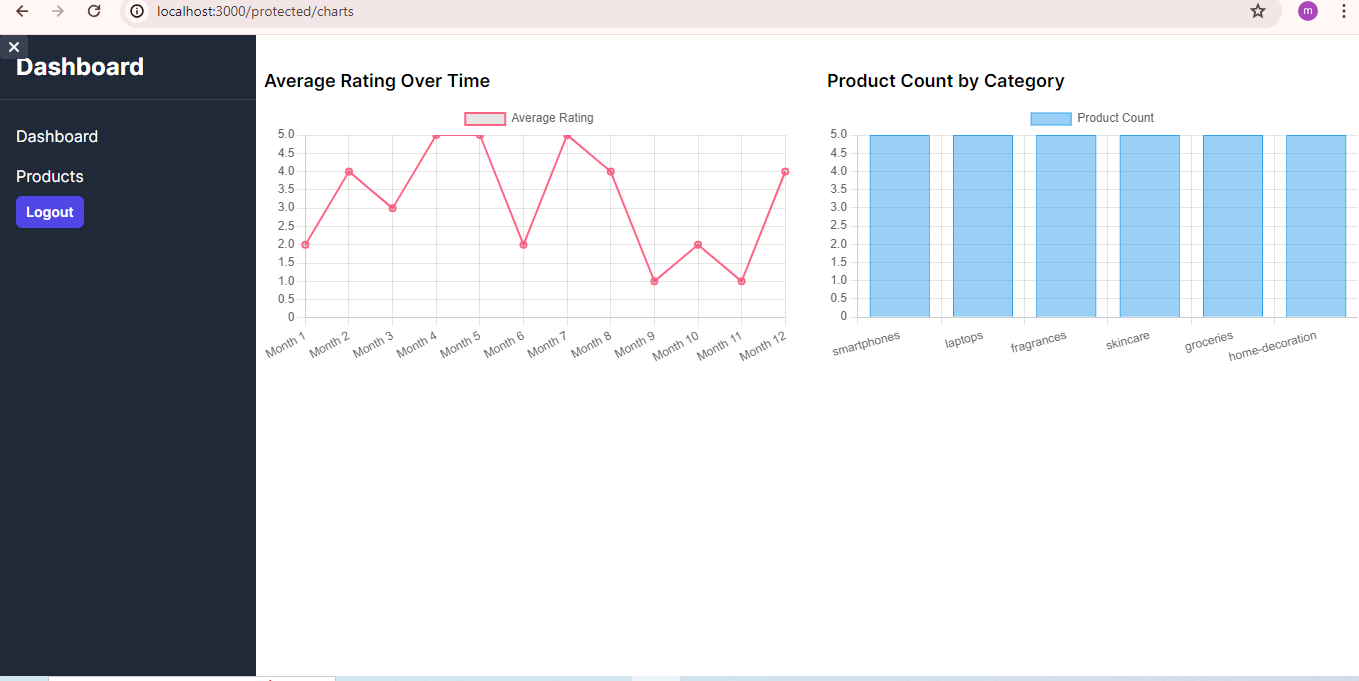 localhost:3000/protected/charts
m
Dashboard
Dashboard
Products
Logout
Average Rating Over Time
Average Rating
5.0
4.5
4.0
3.5
3.0
2.5
2.0
1.5
1.0
0.5
0
Month 1 Month 2 Month 3 Month 4 Month 5 Month 6 Month 7 Month 8 Month 9 Month 10 Month 11 Month 12
Product Count by Category
Product Count
5.0
4.5
4.0
3.5
3.0
2.5
2.0
1.5
1.0
0.5
0
smartphones laptops fragrances skincare groceries home-decoration